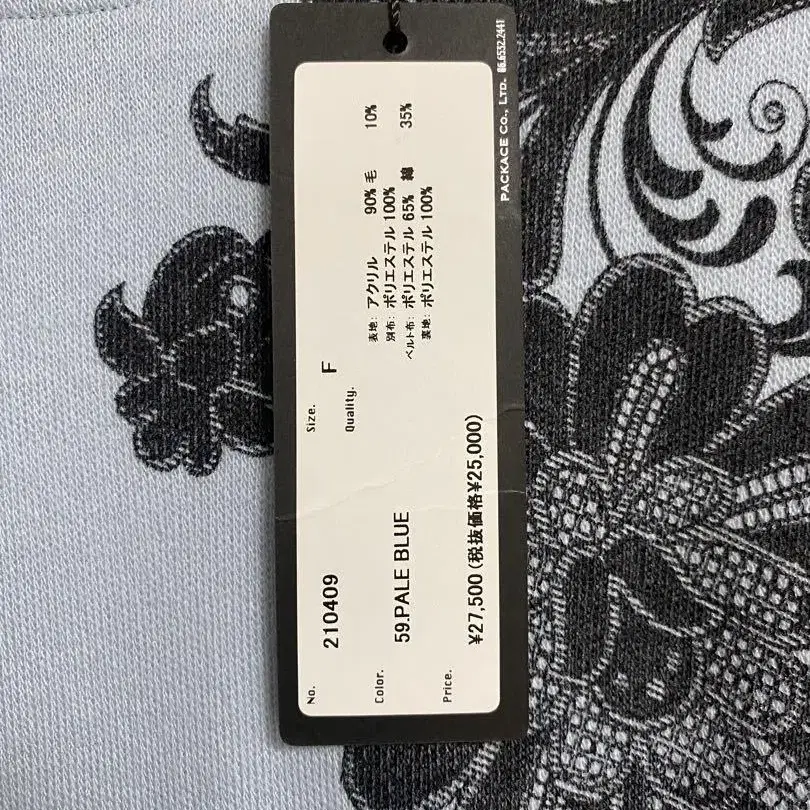 No.
210409
Size.
F
Color.
59.PALE BLUE
Quality.
表地: アクリル 90% 毛 10%
別布: ポリエステル 100%
ベルト布: ポリエステル 65% 綿 35%
裏地: ポリエステル 100%
Price.
¥27,500 (税抜価格¥25,000)
PACKACE CO., LTD. 06.6532.2441